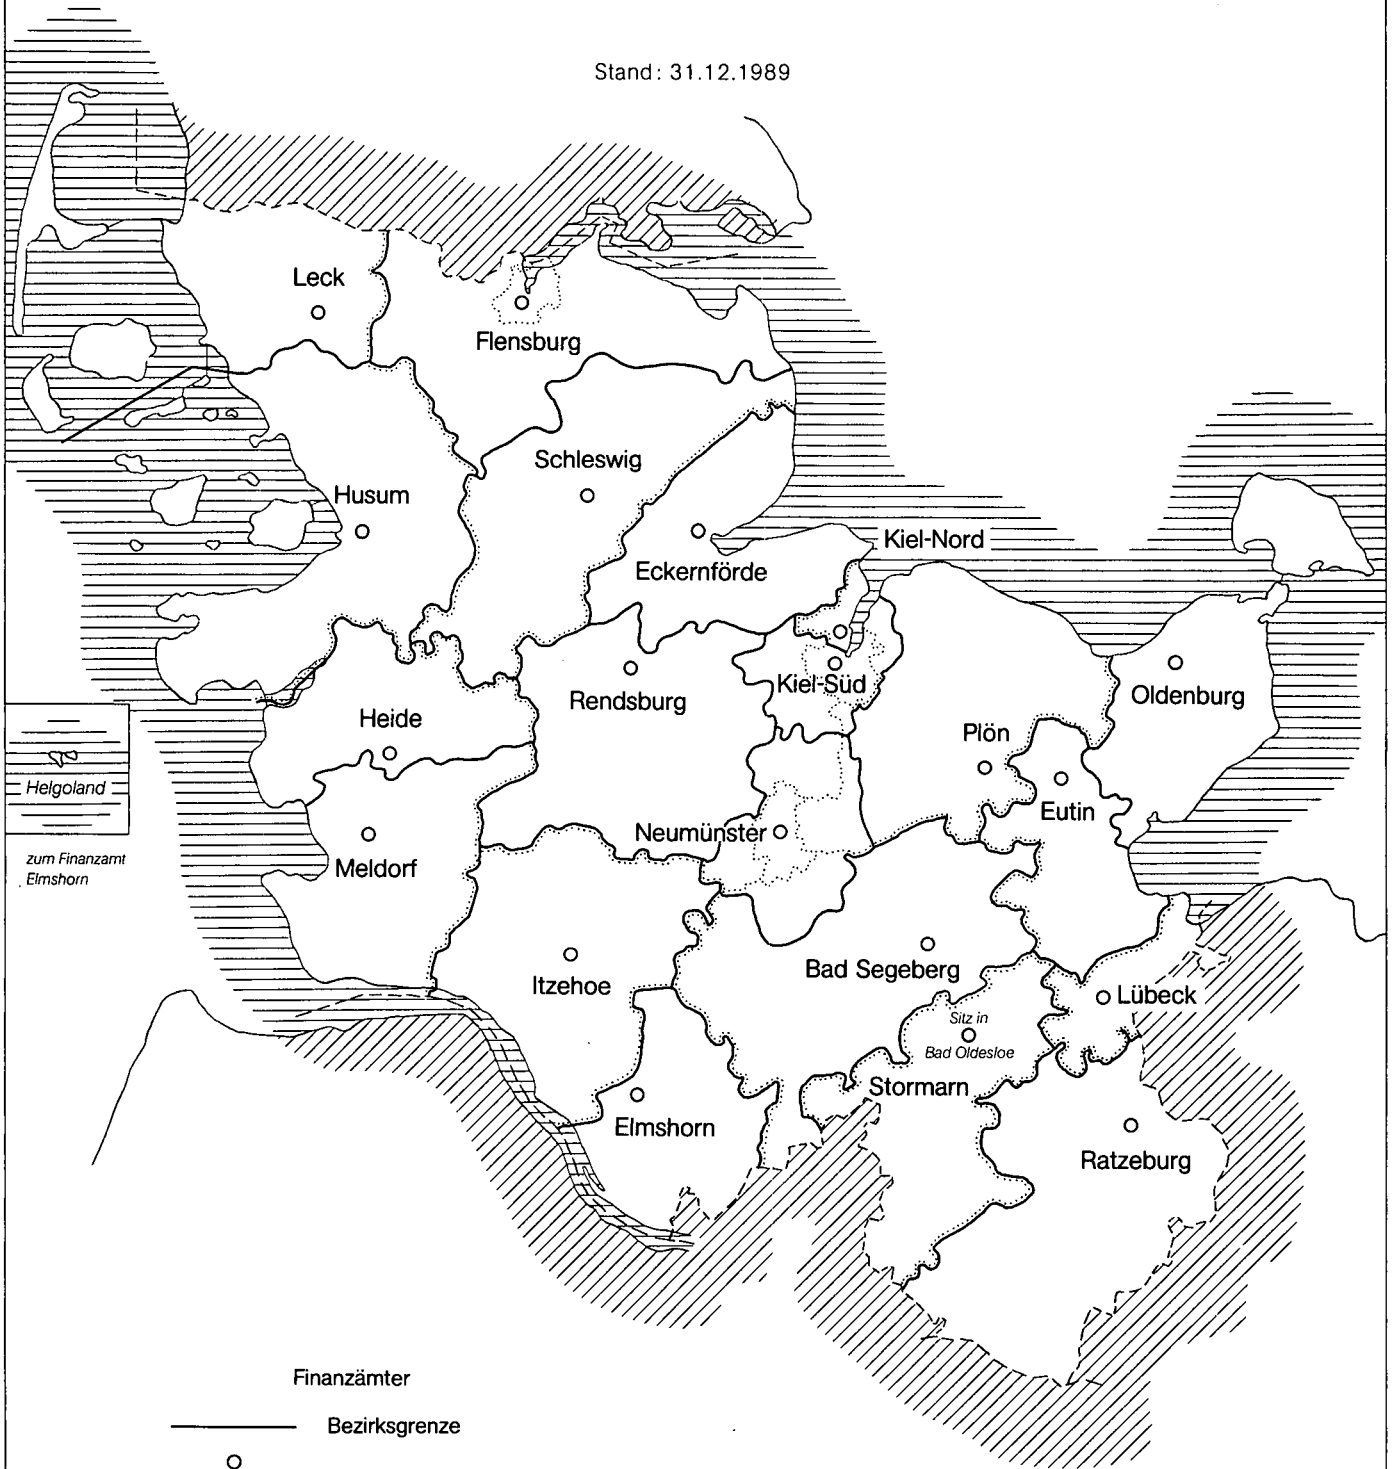 Stand: 31.12.1989
Leck
Flensburg
Schleswig
Husum
Kiel-Nord
Eckernförde
Kiel-Süd
Rendsburg
Oldenburg
Heide
Plön
Helgoland
Eutin
Neumünster
zum Finanzamt
Elmshorn
Meldorf
Bad Segeberg
Itzehoe
Lübeck
Sitz in
Bad Oldesloe
Stormarn
Elmshorn
Ratzeburg
Finanzämter
Bezirksgrenze